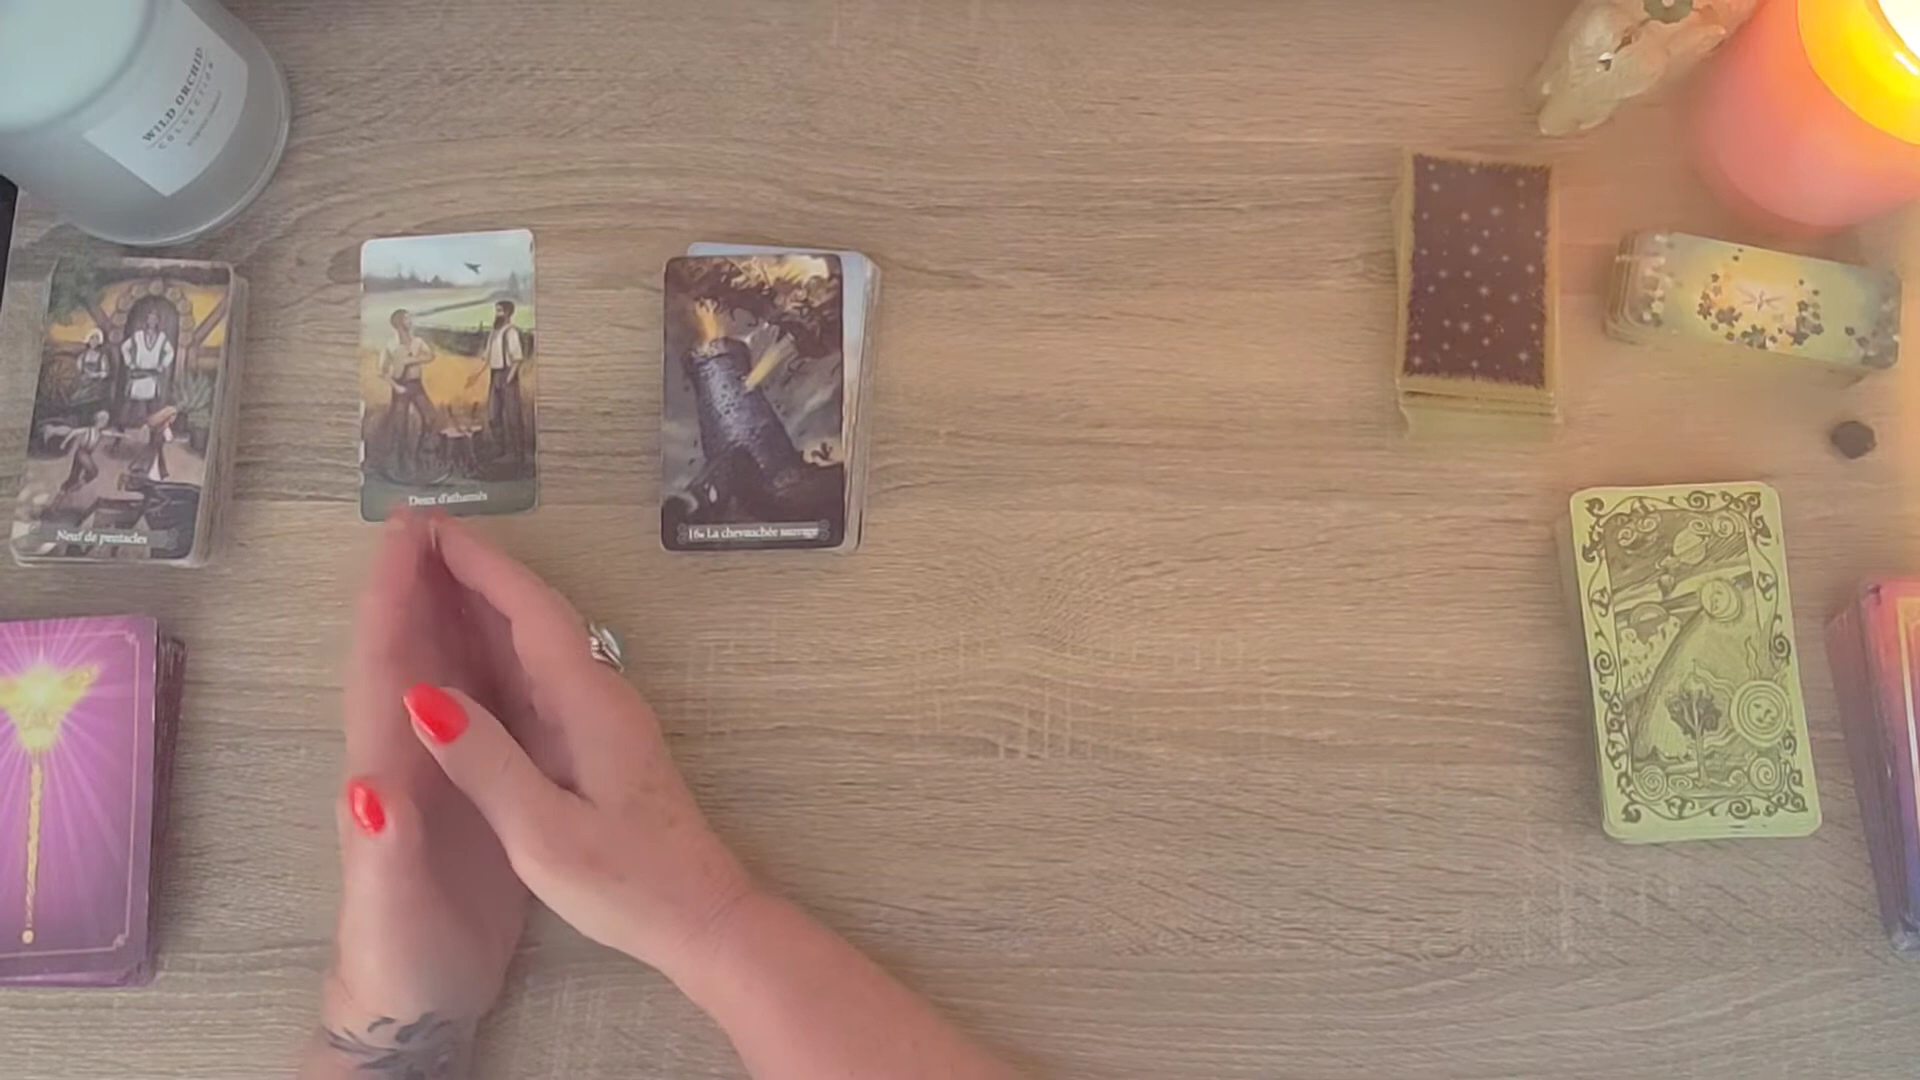 WILD ORCHID
COLLECTION
Neuf de pentacles
Deux d'athamés
16. La chevauchée sauvage